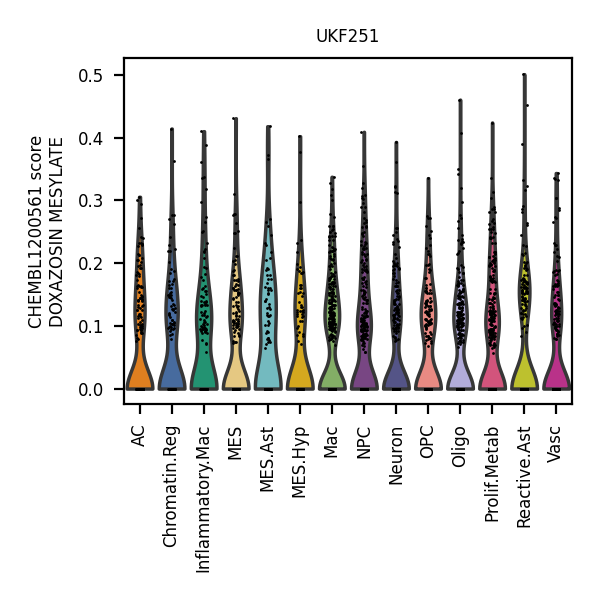 UKF251
CHEMBL1200561 score
DOXAZOSIN MESYLATE
0.5
0.4
0.3
0.2
0.1
0.0
AC
Chromatin.Reg
Inflammatory.Mac
MES
MES.Ast
MES.Hyp
Mac
NPC
Neuron
OPC
Oligo
Prolif.Metab
Reactive.Ast
Vasc